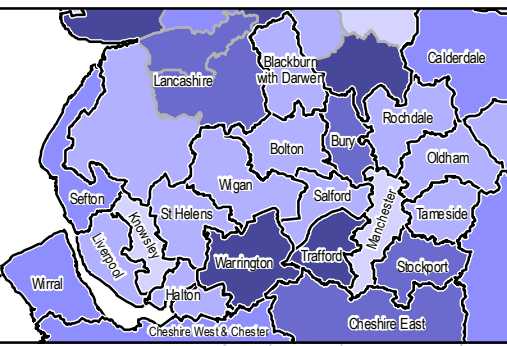 Calderdale
Blackburn
with Darwen
Lancashire
Rochdale
Bury
Bolton
Oldham
Wigan
Salford
Sefton
St Helens
Manchester
Tameside
Knowsley
Liverpool
Trafford
Warrington
Stockport
Wirral
Halton
Cheshire West & Chester
Cheshire East